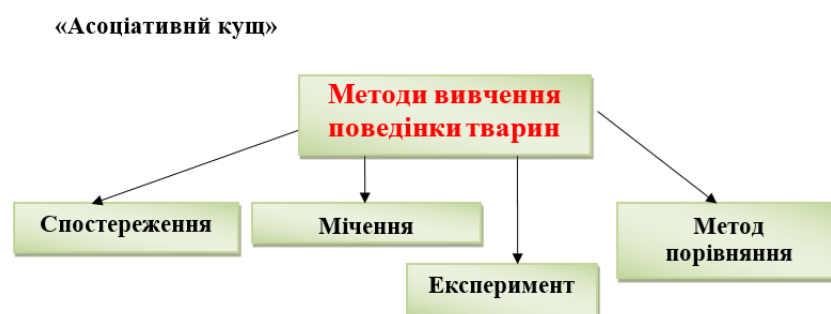 «Асоціативнй кущ»
Методи вивчення
поведінки тварин
Спостереження
Мічення
Експеримент
Метод
порівняння